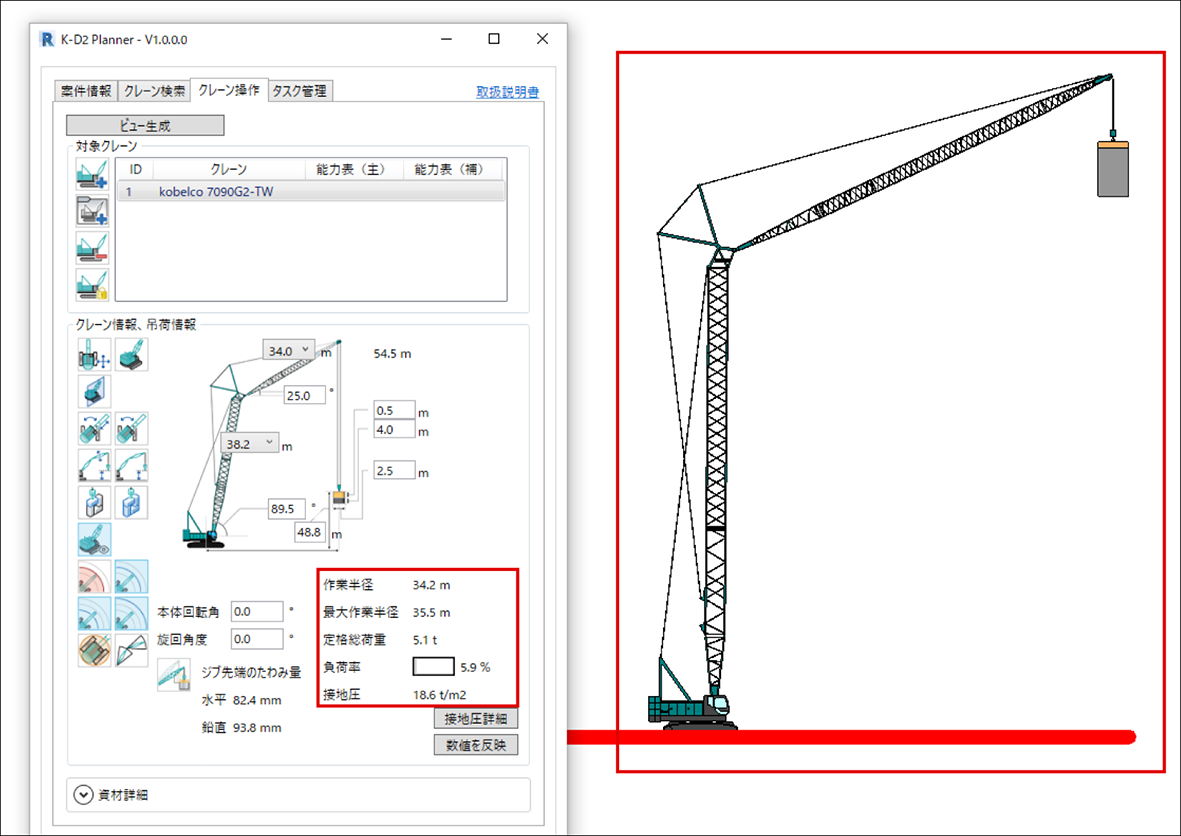 K-D2 Planner - V1.0.0.0
案件情報 クレーン検索 クレーン操作 タスク管理 取扱説明書
ビュー生成
対象クレーン
ID クレーン 能力表（主） 能力表（補）
1 kobelco 7090G2-TW
クレーン情報、吊荷情報
34.0 m 54.5 m
25.0 °
0.5 m
4.0 m
38.2 m
2.5 m
89.5 °
48.8 m
作業半径 34.2 m
最大作業半径 35.5 m
定格総荷重 5.1 t
負荷率 5.9 %
接地圧 18.6 t/m2
本体回転角 0.0 °
旋回角度 0.0 °
ジブ先端のたわみ量
水平 82.4 mm
鉛直 93.8 mm
接地圧詳細
数値を反映
資材詳細